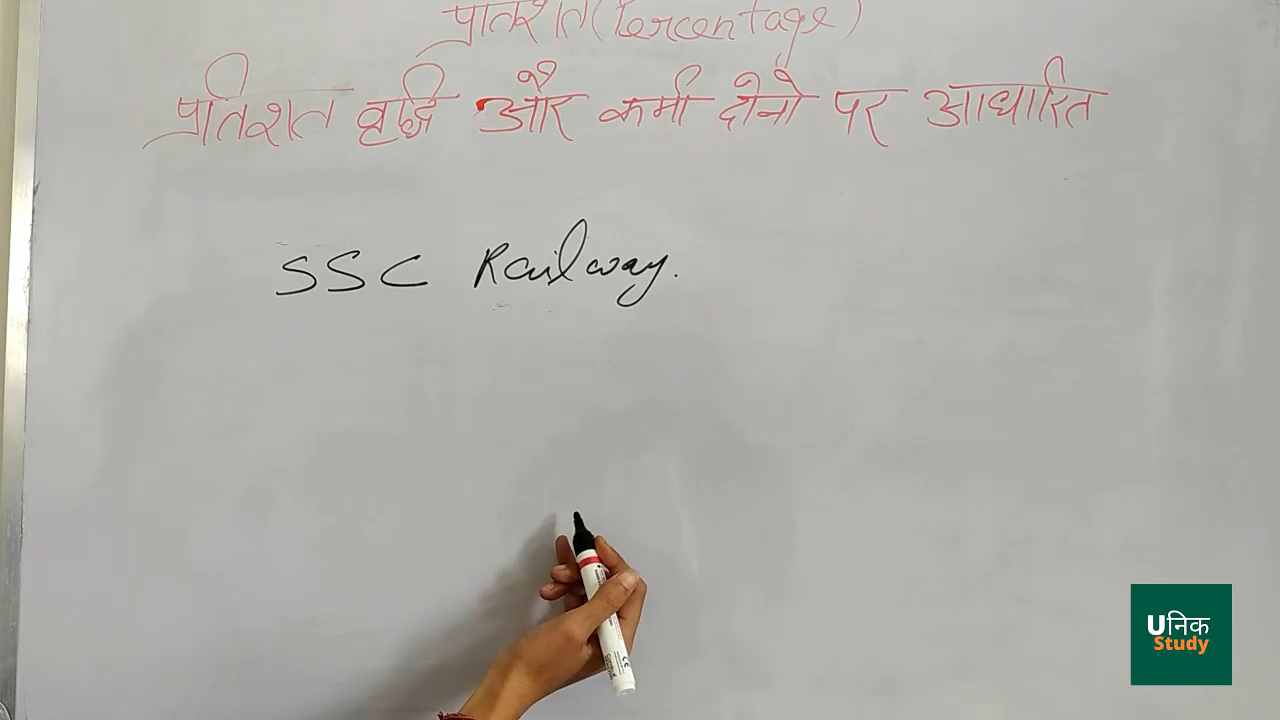 प्रतिशत (Percentage)
प्रतिशत वृद्धि और कमी दोनो पर आधारित
SSC Railway.
Uनिक
Study